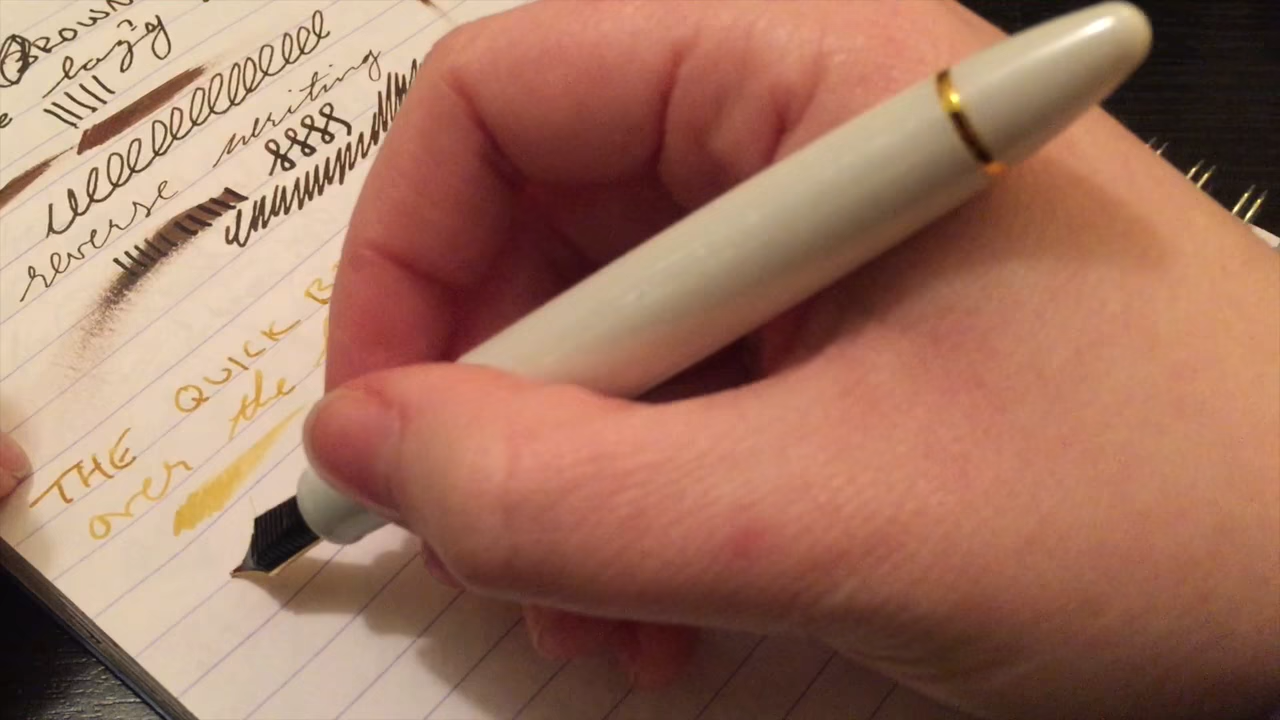 BROWN
lazy
reverse writing
THE QUICK B
over the